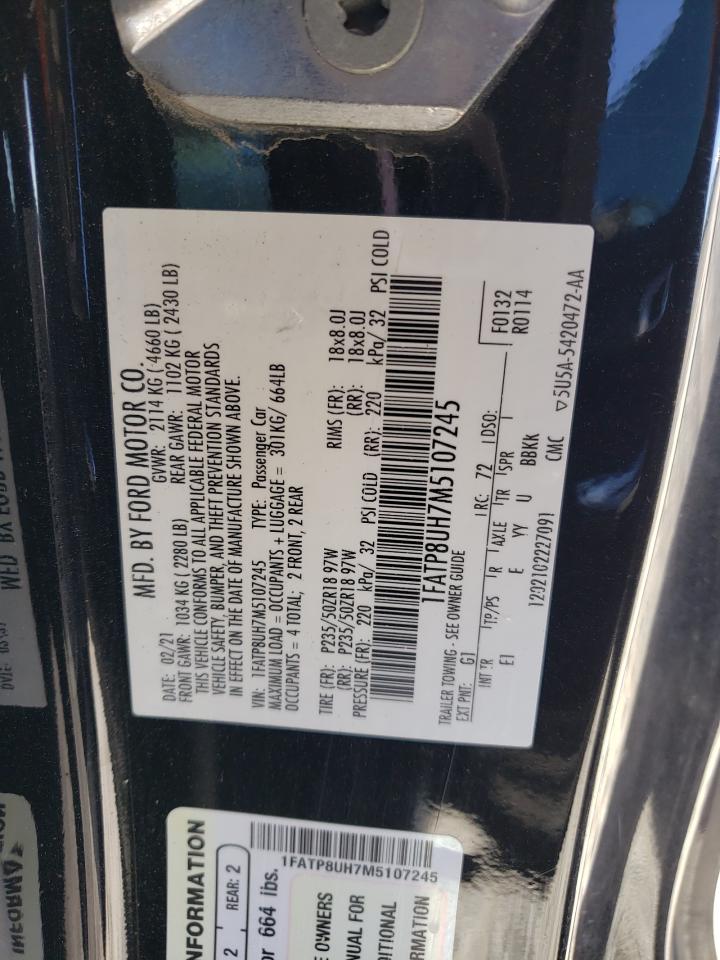 MFD. BY FORD MOTOR CO.
DATE: 02/21 GVWR: 2114 KG ( 4660 LB)
FRONT GAWR: 1034 KG ( 2280 LB) REAR GAWR: 1102 KG ( 2430 LB)
THIS VEHICLE CONFORMS TO ALL APPLICABLE FEDERAL MOTOR
VEHICLE SAFETY, BUMPER, AND THEFT PREVENTION STANDARDS
IN EFFECT ON THE DATE OF MANUFACTURE SHOWN ABOVE.
VIN: 1FATP8UH7M5107245 TYPE: Passenger Car
MAXIMUM LOAD = OCCUPANTS + LUGGAGE = 301KG/ 664LB
OCCUPANTS = 4 TOTAL; 2 FRONT, 2 REAR
TIRE (FR): P235/50ZR18 97W RIMS (FR): 18x8.0J
(RR): P235/50ZR18 97W (RR): 18x8.0J
PRESSURE (FR): 220 kPa/ 32 PSI COLD (RR): 220 kPa/ 32 PSI COLD
1FATP8UH7M5107245
TRAILER TOWING - SEE OWNER GUIDE
EXT PNT: G1 RC: 72 DSO: F0132
R0114
INT TR TP/PS R AXLE TR SPR
E1 E YY U BBKk
1202102227091 CMC
▽5U5A-5420472-AA
INFORMATION
2 REAR: 2
or 664 lbs.
1FATP8UH7M5107245
OWNERS
NUAL FOR
DITIONAL
FORMATION
WED